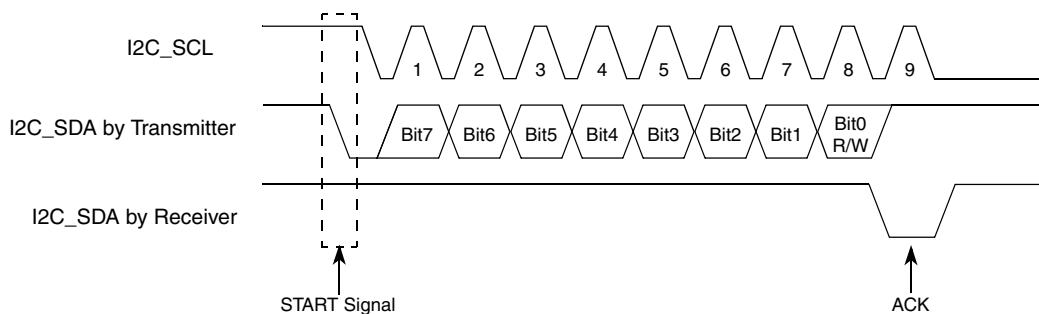 I2C_SCL
1 2 3 4 5 6 7 8 9
I2C_SDA by Transmitter
Bit7 Bit6 Bit5 Bit4 Bit3 Bit2 Bit1 Bit0
R/W
I2C_SDA by Receiver
START Signal ACK